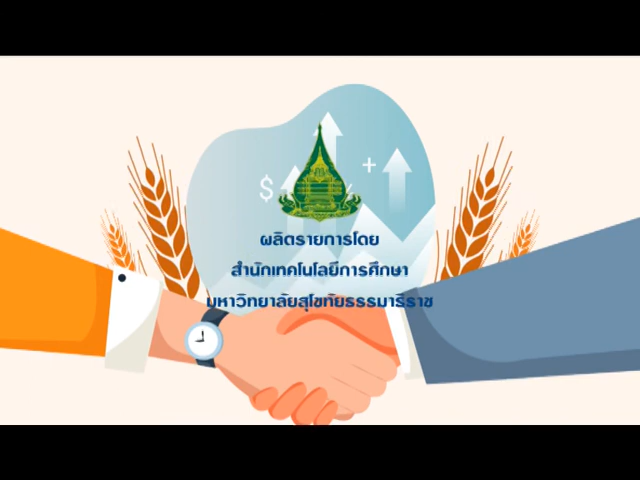 $
+
ผลิตรายการโดย
สำนักเทคโนโลยีการศึกษา
มหาวิทยาลัยสุโขทัยธรรมาธิราช